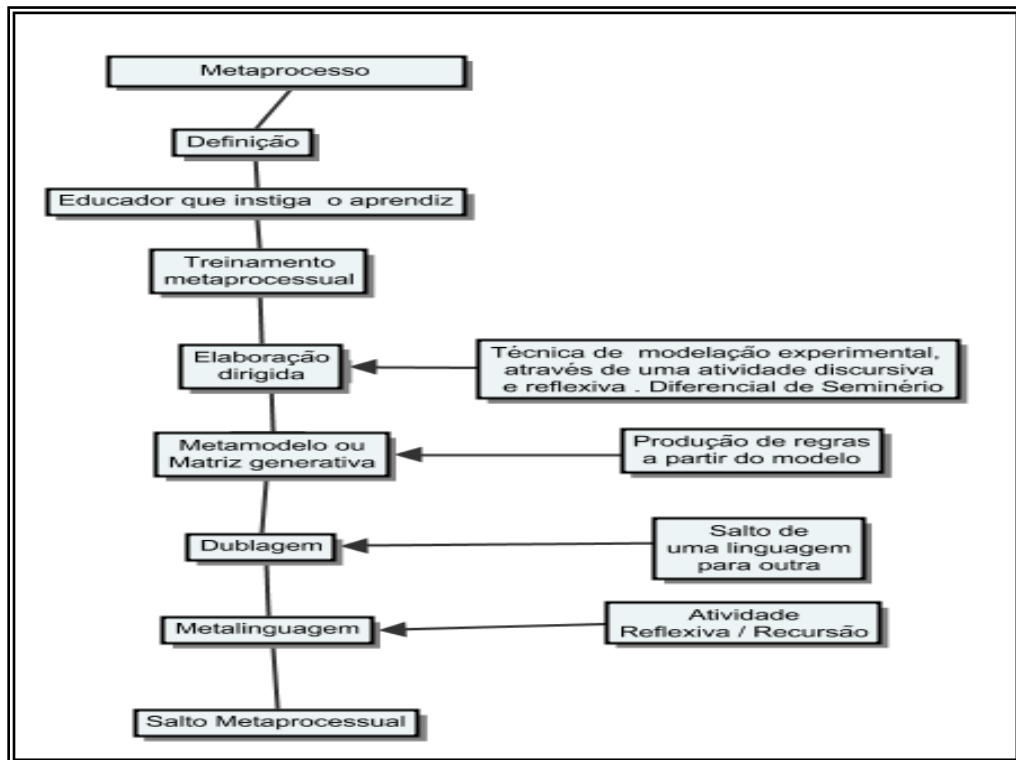 Metaprocesso
Definição
Educador que instiga o aprendiz
Treinamento
metaprocessual
Elaboração
dirigida
Técnica de modelação experimental,
através de uma atividade discursiva
e reflexiva . Diferencial de Seminério
Metamodelo ou
Matriz generativa
Produção de regras
a partir do modelo
Dublagem
Salto de
uma linguagem
para outra
Metalinguagem
Atividade
Reflexiva / Recursão
Salto Metaprocessual